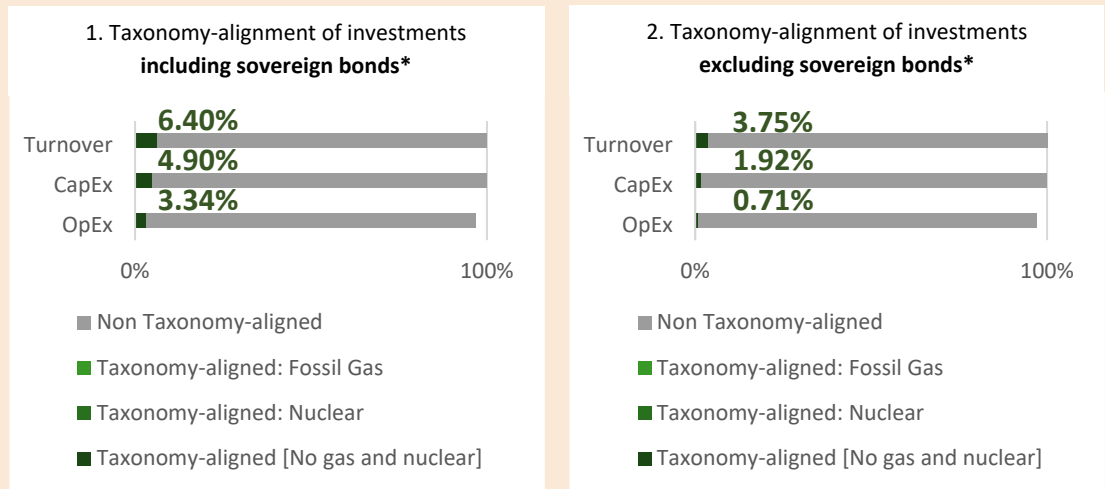 1. Taxonomy-alignment of investments
including sovereign bonds*
6.40%
Turnover
4.90%
CapEx
3.34%
OpEx
0%
100%
Non Taxonomy-aligned
Taxonomy-aligned: Fossil Gas
Taxonomy-aligned: Nuclear
Taxonomy-aligned [No gas and nuclear]
2. Taxonomy-alignment of investments
excluding sovereign bonds*
3.75%
Turnover
1.92%
CapEx
0.71%
OpEx
0%
100%
Non Taxonomy-aligned
Taxonomy-aligned: Fossil Gas
Taxonomy-aligned: Nuclear
Taxonomy-aligned [No gas and nuclear]